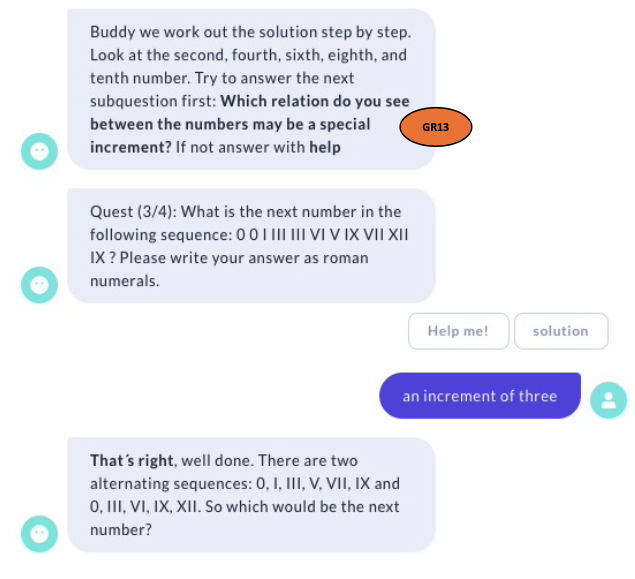 Buddy we work out the solution step by step.
Look at the second, fourth, sixth, eighth, and
tenth number. Try to answer the next
subquestion first: Which relation do you see
between the numbers may be a special
increment? If not answer with help
GR13
Quest (3/4): What is the next number in the
following sequence: 0 0 I III III VI V IX VII XII
IX ? Please write your answer as roman
numerals.
Help me!
solution
an increment of three
That´s right, well done. There are two
alternating sequences: 0, I, III, V, VII, IX and
0, III, VI, IX, XII. So which would be the next
number?